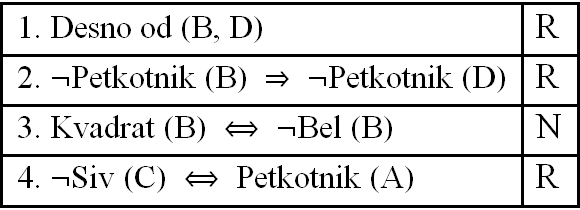 1. Desno od (B, D) R
2. ¬Petkotnik (B) ⇒ ¬Petkotnik (D) R
3. Kvadrat (B) ⇔ ¬Bel (B) N
4. ¬Siv (C) ⇔ Petkotnik (A) R